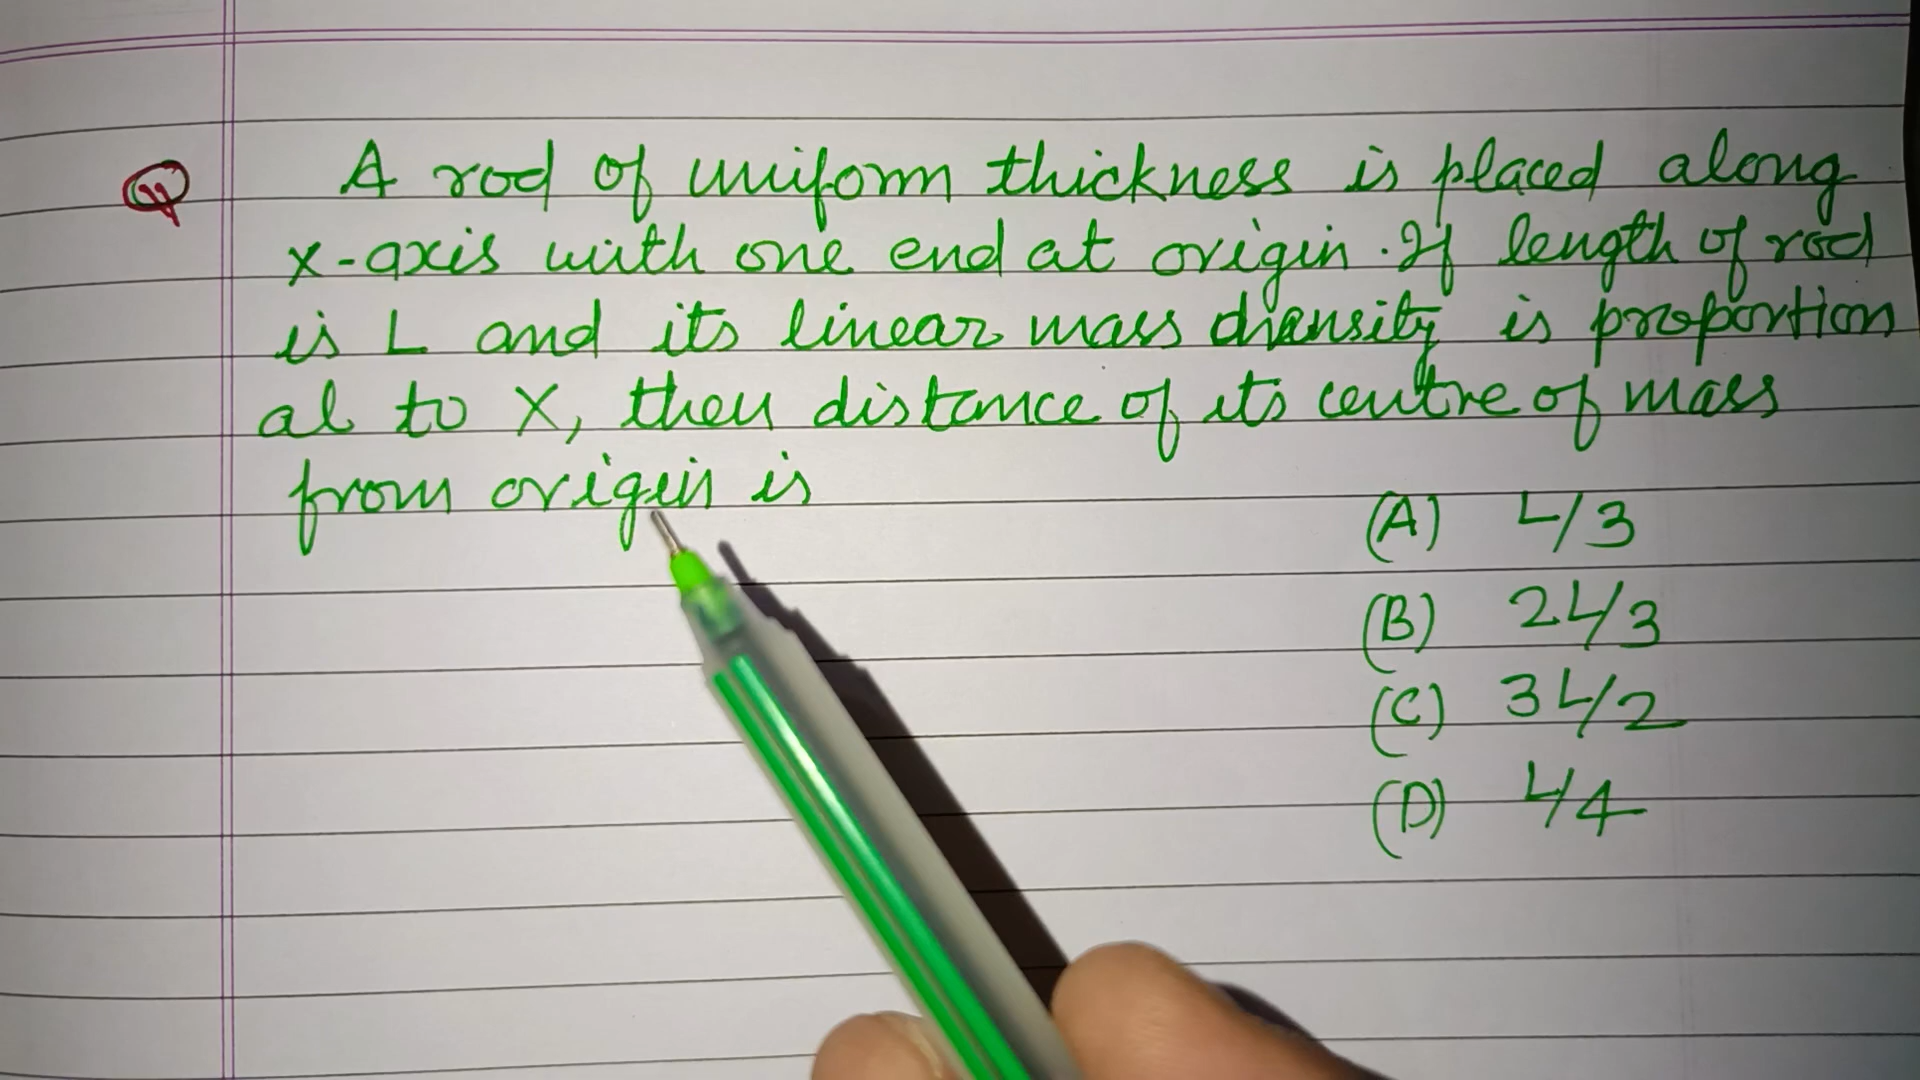 Q A rod of uniform thickness is placed along
x-axis with one end at origin. If length of rod
is L and its linear mass density is proportion
al to X, then distance of its centre of mass
from origin is
(A) L/3
(B) 2L/3
(C) 3L/2
(D) L/4